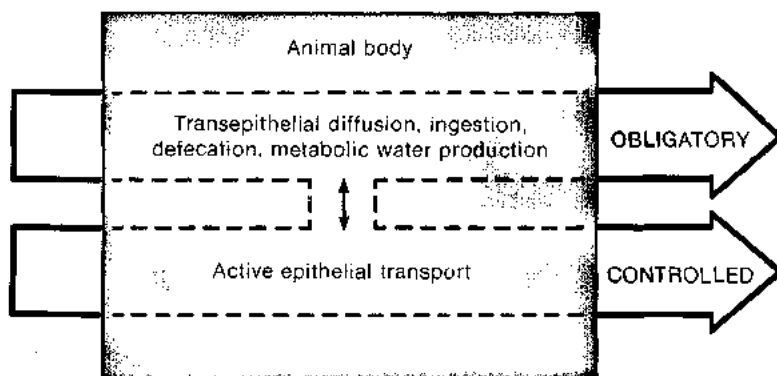 Animal body
Transepithelial diffusion, ingestion,
defecation, metabolic water production
OBLIGATORY
Active epithelial transport
CONTROLLED